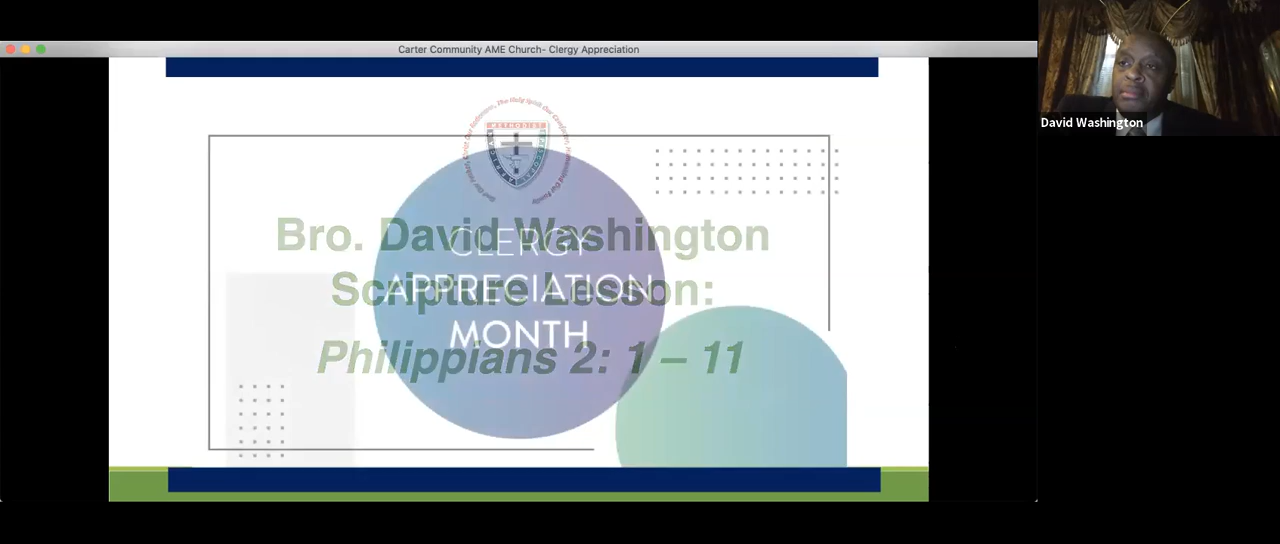 Carter Community AME Church- Clergy Appreciation
David Washington
METHODIST
Bro. David Washington
Scripture Lesson:
Philippians 2: 1 – 11
CLERGY
APPRECIATION
MONTH